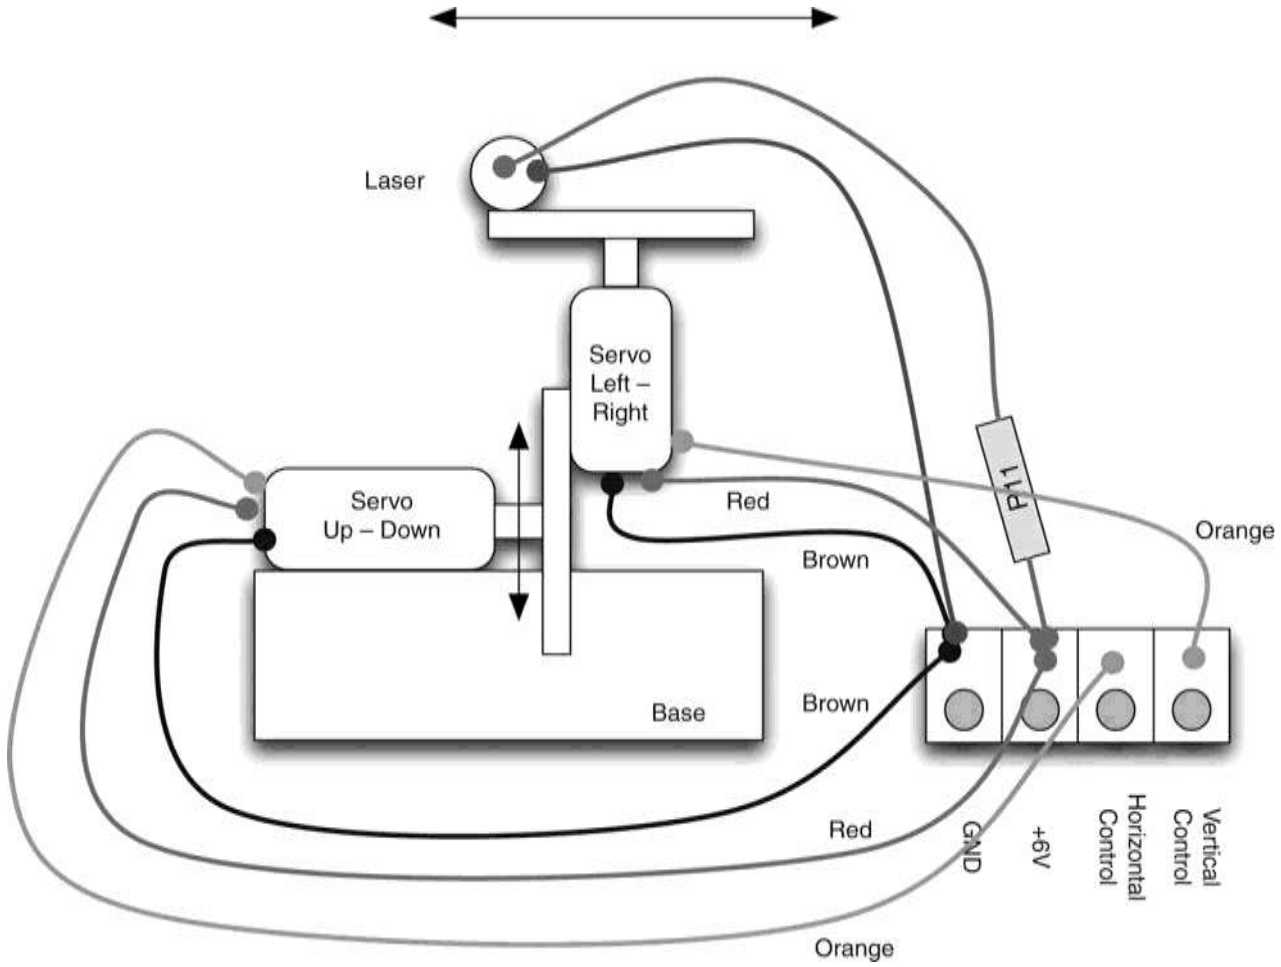 Laser
Servo
Left –
Right
Servo
Up – Down
Red
Brown
P11
Orange
Base
Brown
Red
GND
+6V
Horizontal
Control
Vertical
Control
Orange